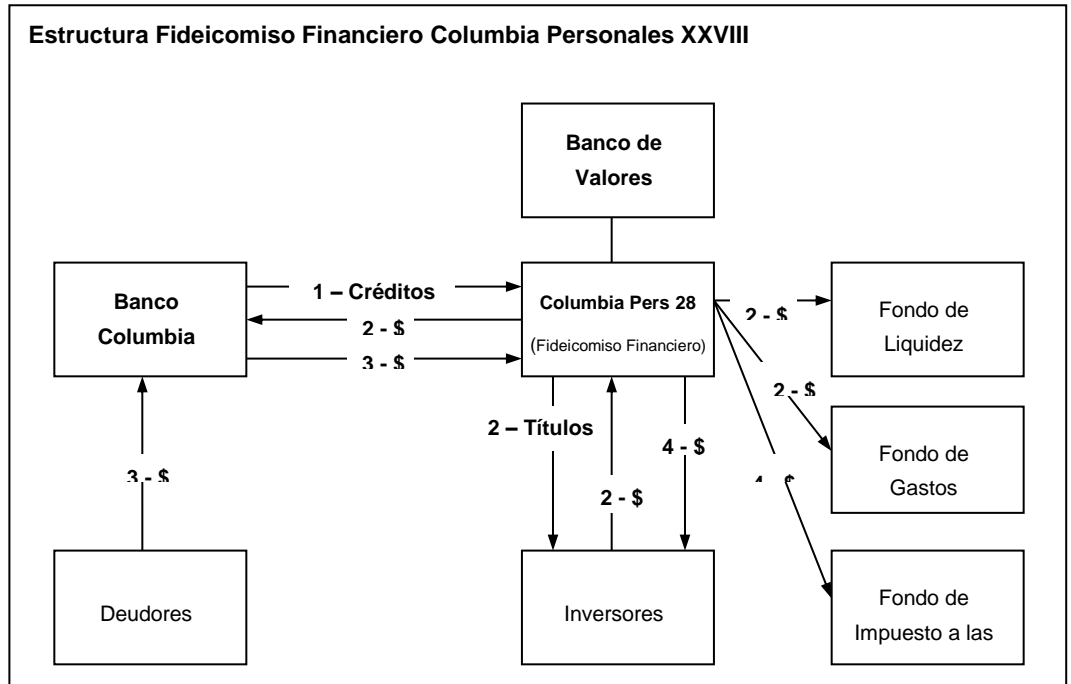 Estructura Fideicomiso Financiero Columbia Personales XXVIII
Banco de
Valores
Banco
Columbia
1 – Créditos
2 - $
3 - $
Columbia Pers 28
(Fideicomiso Financiero)
2 - $
Fondo de
Liquidez
2 - $
Fondo de
Gastos
4 - $
Fondo de
Impuesto a las
2 – Títulos
4 - $
2 - $
3 - $
Deudores
Inversores